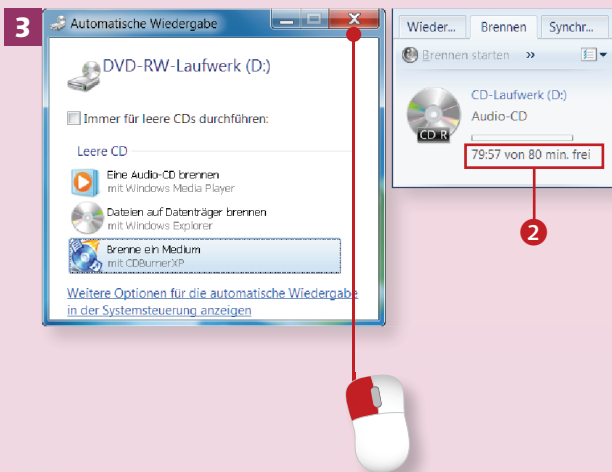 3
Automatische Wiedergabe
DVD-RW-Laufwerk (D:)
Immer für leere CDs durchführen:
Leere CD
Eine Audio-CD brennen
mit Windows Media Player
Dateien auf Datenträger brennen
mit Windows Explorer
Brenne ein Medium
mit CDBurnerXP
Weitere Optionen für die automatische Wiedergabe
in der Systemsteuerung anzeigen
Wieder... Brennen Synchr...
Brennen starten »
CD-Laufwerk (D:)
Audio-CD
CD R
79:57 von 80 min. frei
2